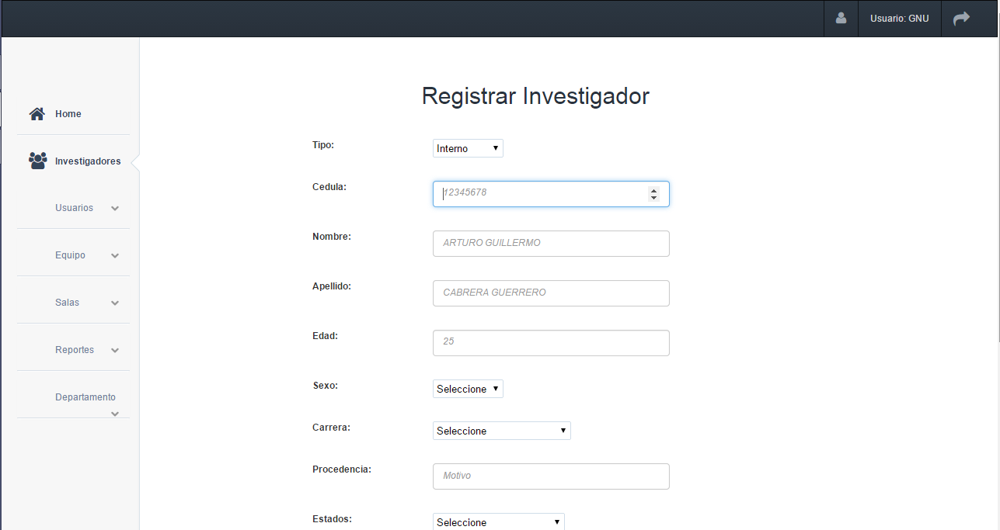 Usuario: GNU
Home
Investigadores
Usuarios
Equipo
Salas
Reportes
Departamento
Registrar Investigador
Tipo: Interno
Cedula: 12345678
Nombre: ARTURO GUILLERMO
Apellido: CABRERA GUERRERO
Edad: 25
Sexo: Seleccione
Carrera: Seleccione
Procedencia: Motivo
Estados: Seleccione